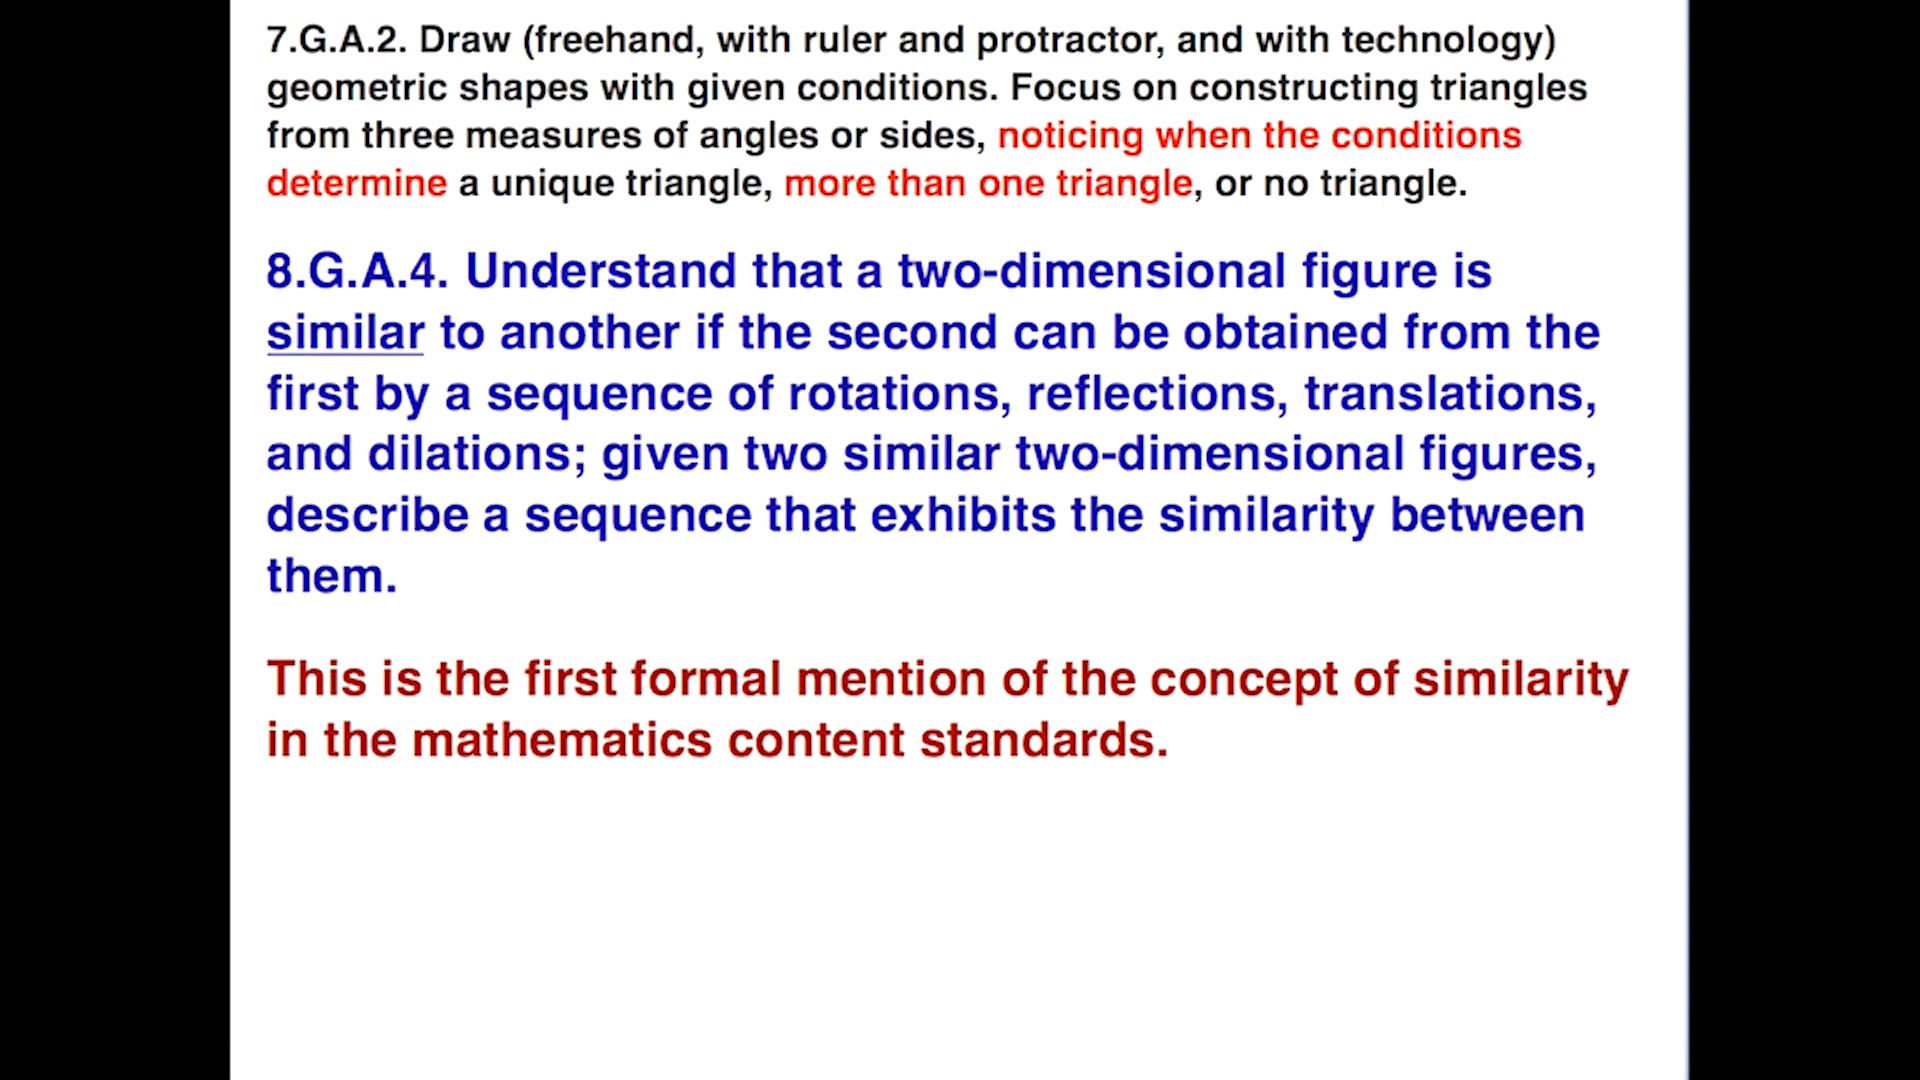 7.G.A.2. Draw (freehand, with ruler and protractor, and with technology)
geometric shapes with given conditions. Focus on constructing triangles
from three measures of angles or sides, noticing when the conditions
determine a unique triangle, more than one triangle, or no triangle.
8.G.A.4. Understand that a two-dimensional figure is
similar to another if the second can be obtained from the
first by a sequence of rotations, reflections, translations,
and dilations; given two similar two-dimensional figures,
describe a sequence that exhibits the similarity between
them.
This is the first formal mention of the concept of similarity
in the mathematics content standards.